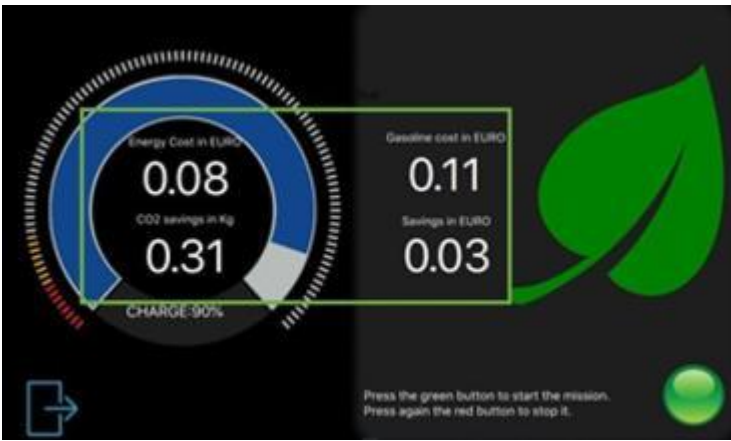 Energy Cost in EURO
0.08
CO2 savings in Kg
0.31
CHARGE:90%
Gasoline cost in EURO
0.11
Savings in EURO
0.03
Press the green button to start the mission.
Press again the red button to stop it.